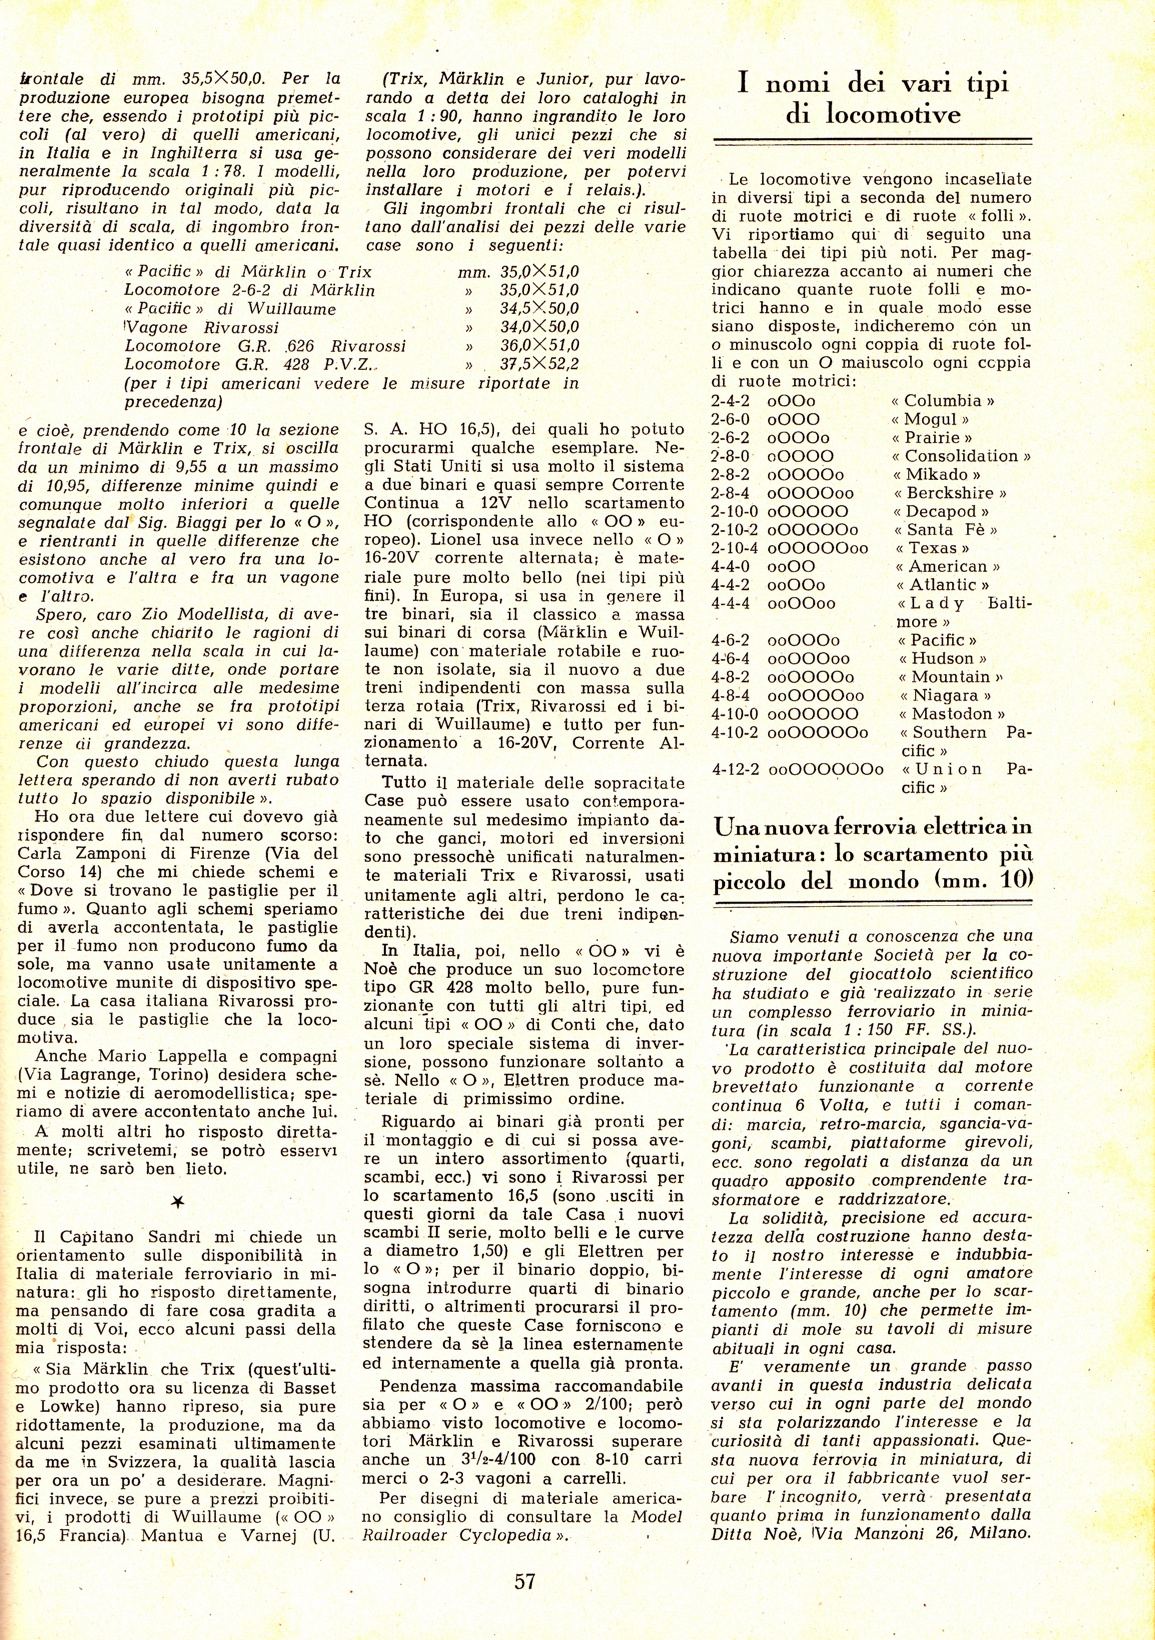 frontale di mm. 35,5×50,0. Per la
produzione europea bisogna premet-
tere che, essendo i prototipi più pic-
coli (al vero) di quelli americani,
in Italia e in Inghilterra si usa ge-
neralmente la scala 1 : 78. I modelli,
pur riproducendo originali più pic-
coli, risultano in tal modo, data la
diversità di scala, di ingombro fron-
tale quasi identico a quelli americani.
(Trix, Märklin e Junior, pur lavo-
rando a detta dei loro cataloghi in
scala 1 : 90, hanno ingrandito le loro
locomotive, gli unici pezzi che si
possono considerare dei veri modelli
nella loro produzione, per potervi
installare i motori e i relais.).
Gli ingombri frontali che ci risul-
tano dall'analisi dei pezzi delle varie
case sono i seguenti:
« Pacific » di Märklin o Trix mm. 35,0×51,0
Locomotore 2-6-2 di Märklin » 35,0×51,0
« Pacific » di Wuillaume » 34,5×50,0
Vagone Rivarossi » 34,0×50,0
Locomotore G.R. 626 Rivarossi » 36,0×51,0
Locomotore G.R. 428 P.V.Z. » 37,5×52,2
(per i tipi americani vedere le misure riportate in
precedenza)
e cioè, prendendo come 10 la sezione
frontale di Märklin e Trix, si oscilla
da un minimo di 9,55 a un massimo
di 10,95, differenze minime quindi e
comunque molto inferiori a quelle
segnalate dal Sig. Biaggi per lo « O »,
e rientranti in quelle differenze che
esistono anche al vero fra una lo-
comotiva e l'altra e fra un vagone
e l'altro.
Spero, caro Zio Modellista, di ave-
re così anche chiarito le ragioni di
una differenza nella scala in cui la-
vorano le varie ditte, onde portare
i modelli all'incirca alle medesime
proporzioni, anche se fra prototipi
americani ed europei vi sono diffe-
renze di grandezza.
Con questo chiudo questa lunga
lettera sperando di non averti rubato
tutto lo spazio disponibile ».
Ho ora due lettere cui dovevo già
rispondere fin dal numero scorso:
Carla Zamponi di Firenze (Via del
Corso 14) che mi chiede schemi e
« Dove si trovano le pastiglie per il
fumo ». Quanto agli schemi speriamo
di averla accontentata, le pastiglie
per il fumo non producono fumo da
sole, ma vanno usate unitamente a
locomotive munite di dispositivo spe-
ciale. La casa italiana Rivarossi pro-
duce sia le pastiglie che la loco-
motiva.
Anche Mario Lappella e compagni
(Via Lagrange, Torino) desidera sche-
mi e notizie di aeromodellistica; spe-
riamo di avere accontentato anche lui.
A molti altri ho risposto diretta-
mente; scrivetemi, se potrò esservi
utile, ne sarò ben lieto.
★
Il Capitano Sandri mi chiede un
orientamento sulle disponibilità in
Italia di materiale ferroviario in mi-
natura: gli ho risposto direttamente,
ma pensando di fare cosa gradita a
molti di Voi, ecco alcuni passi della
mia risposta:
« Sia Märklin che Trix (quest'ulti-
mo prodotto ora su licenza di Basset
e Lowke) hanno ripreso, sia pure
ridottamente, la produzione, ma da
alcuni pezzi esaminati ultimamente
da me in Svizzera, la qualità lascia
per ora un po' a desiderare. Magni-
fici invece, se pure a prezzi proibiti-
vi, i prodotti di Wuillaume (« OO »
16,5 Francia) Mantua e Varnej (U.
S. A. HO 16,5), dei quali ho potuto
procurarmi qualche esemplare. Ne-
gli Stati Uniti si usa molto il sistema
a due binari e quasi sempre Corrente
Continua a 12V nello scartamento
HO (corrispondente allo « OO » eu-
ropeo). Lionel usa invece nello « O »
16-20V corrente alternata; è mate-
riale pure molto bello (nei tipi più
fini). In Europa, si usa in genere il
tre binari, sia il classico a massa
sui binari di corsa (Märklin e Wuil-
laume) con materiale rotabile e ruo-
te non isolate, sia il nuovo a due
treni indipendenti con massa sulla
terza rotaia (Trix, Rivarossi ed i bi-
nari di Wuillaume) e tutto per fun-
zionamento a 16-20V, Corrente Al-
ternata.
Tutto il materiale delle sopracitate
Case può essere usato contempora-
neamente sul medesimo impianto da-
to che ganci, motori ed inversioni
sono pressochè unificati naturalmen-
te materiali Trix e Rivarossi, usati
unitamente agli altri, perdono le ca-
ratteristiche dei due treni indipen-
denti).
In Italia, poi, nello « OO » vi è
Noè che produce un suo locomotore
tipo GR 428 molto bello, pure fun-
zionante con tutti gli altri tipi, ed
alcuni tipi « OO » di Conti che, dato
un loro speciale sistema di inver-
sione, possono funzionare soltanto a
sè. Nello « O », Elettren produce ma-
teriale di primissimo ordine.
Riguardo ai binari già pronti per
il montaggio e di cui si possa ave-
re un intero assortimento (quarti,
scambi, ecc.) vi sono i Rivarossi per
lo scartamento 16,5 (sono usciti in
questi giorni da tale Casa i nuovi
scambi II serie, molto belli e le curve
a diametro 1,50) e gli Elettren per
lo « O »; per il binario doppio, bi-
sogna introdurre quarti di binario
diritti, o altrimenti procurarsi il pro-
filato che queste Case forniscono e
stendere da sè la linea esternamente
ed internamente a quella già pronta.
Pendenza massima raccomandabile
sia per « O » e « OO » 2/100; però
abbiamo visto locomotive e locomo-
tori Märklin e Rivarossi superare
anche un 3¹/₂-4/100 con 8-10 carri
merci o 2-3 vagoni a carrelli.
Per disegni di materiale america-
no consiglio di consultare la Model
Railroader Cyclopedia ».
I nomi dei vari tipi
di locomotive
Le locomotive vengono incasellate
in diversi tipi a seconda del numero
di ruote motrici e di ruote « folli ».
Vi riportiamo qui di seguito una
tabella dei tipi più noti. Per mag-
gior chiarezza accanto ai numeri che
indicano quante ruote folli e mo-
trici hanno e in quale modo esse
siano disposte, indicheremo con un
o minuscolo ogni coppia di ruote fol-
li e con un O maiuscolo ogni coppia
di ruote motrici:
2-4-2 oOOo « Columbia »
2-6-0 oOOO « Mogul »
2-6-2 oOOOo « Prairie »
2-8-0 oOOOO « Consolidation »
2-8-2 oOOOOo « Mikado »
2-8-4 oOOOOoo « Berckshire »
2-10-0 oOOOOO « Decapod »
2-10-2 oOOOOOo « Santa Fè »
2-10-4 oOOOOOoo « Texas »
4-4-0 ooOO « American »
4-4-2 ooOOo « Atlantic »
4-4-4 ooOOoo « Lady Balti-
more »
4-6-2 ooOOOo « Pacific »
4-6-4 ooOOOoo « Hudson »
4-8-2 ooOOOOo « Mountain »
4-8-4 ooOOOOoo « Niagara »
4-10-0 ooOOOOO « Mastodon »
4-10-2 ooOOOOOo « Southern Pa-
cific »
4-12-2 ooOOOOOOo « Union Pa-
cific »
Una nuova ferrovia elettrica in
miniatura: lo scartamento più
piccolo del mondo (mm. 10)
Siamo venuti a conoscenza che una
nuova importante Società per la co-
struzione del giocattolo scientifico
ha studiato e già realizzato in serie
un complesso ferroviario in minia-
tura (in scala 1 : 150 FF. SS.).
La caratteristica principale del nuo-
vo prodotto è costituita dal motore
brevettato funzionante a corrente
continua 6 Volta, e tutti i coman-
di: marcia, retro-marcia, sgancia-va-
goni, scambi, piattaforme girevoli,
ecc. sono regolati a distanza da un
quadro apposito comprendente tra-
sformatore e raddrizzatore.
La solidità, precisione ed accura-
tezza della costruzione hanno desta-
to il nostro interesse e indubbia-
mente l'interesse di ogni amatore
piccolo e grande, anche per lo scar-
tamento (mm. 10) che permette im-
pianti di mole su tavoli di misure
abituali in ogni casa.
E' veramente un grande passo
avanti in questa industria delicata
verso cui in ogni parte del mondo
si sta polarizzando l'interesse e la
curiosità di tanti appassionati. Que-
sta nuova ferrovia in miniatura, di
cui per ora il fabbricante vuol ser-
bare l'incognito, verrà presentata
quanto prima in funzionamento dalla
Ditta Noè, Via Manzoni 26, Milano.
57